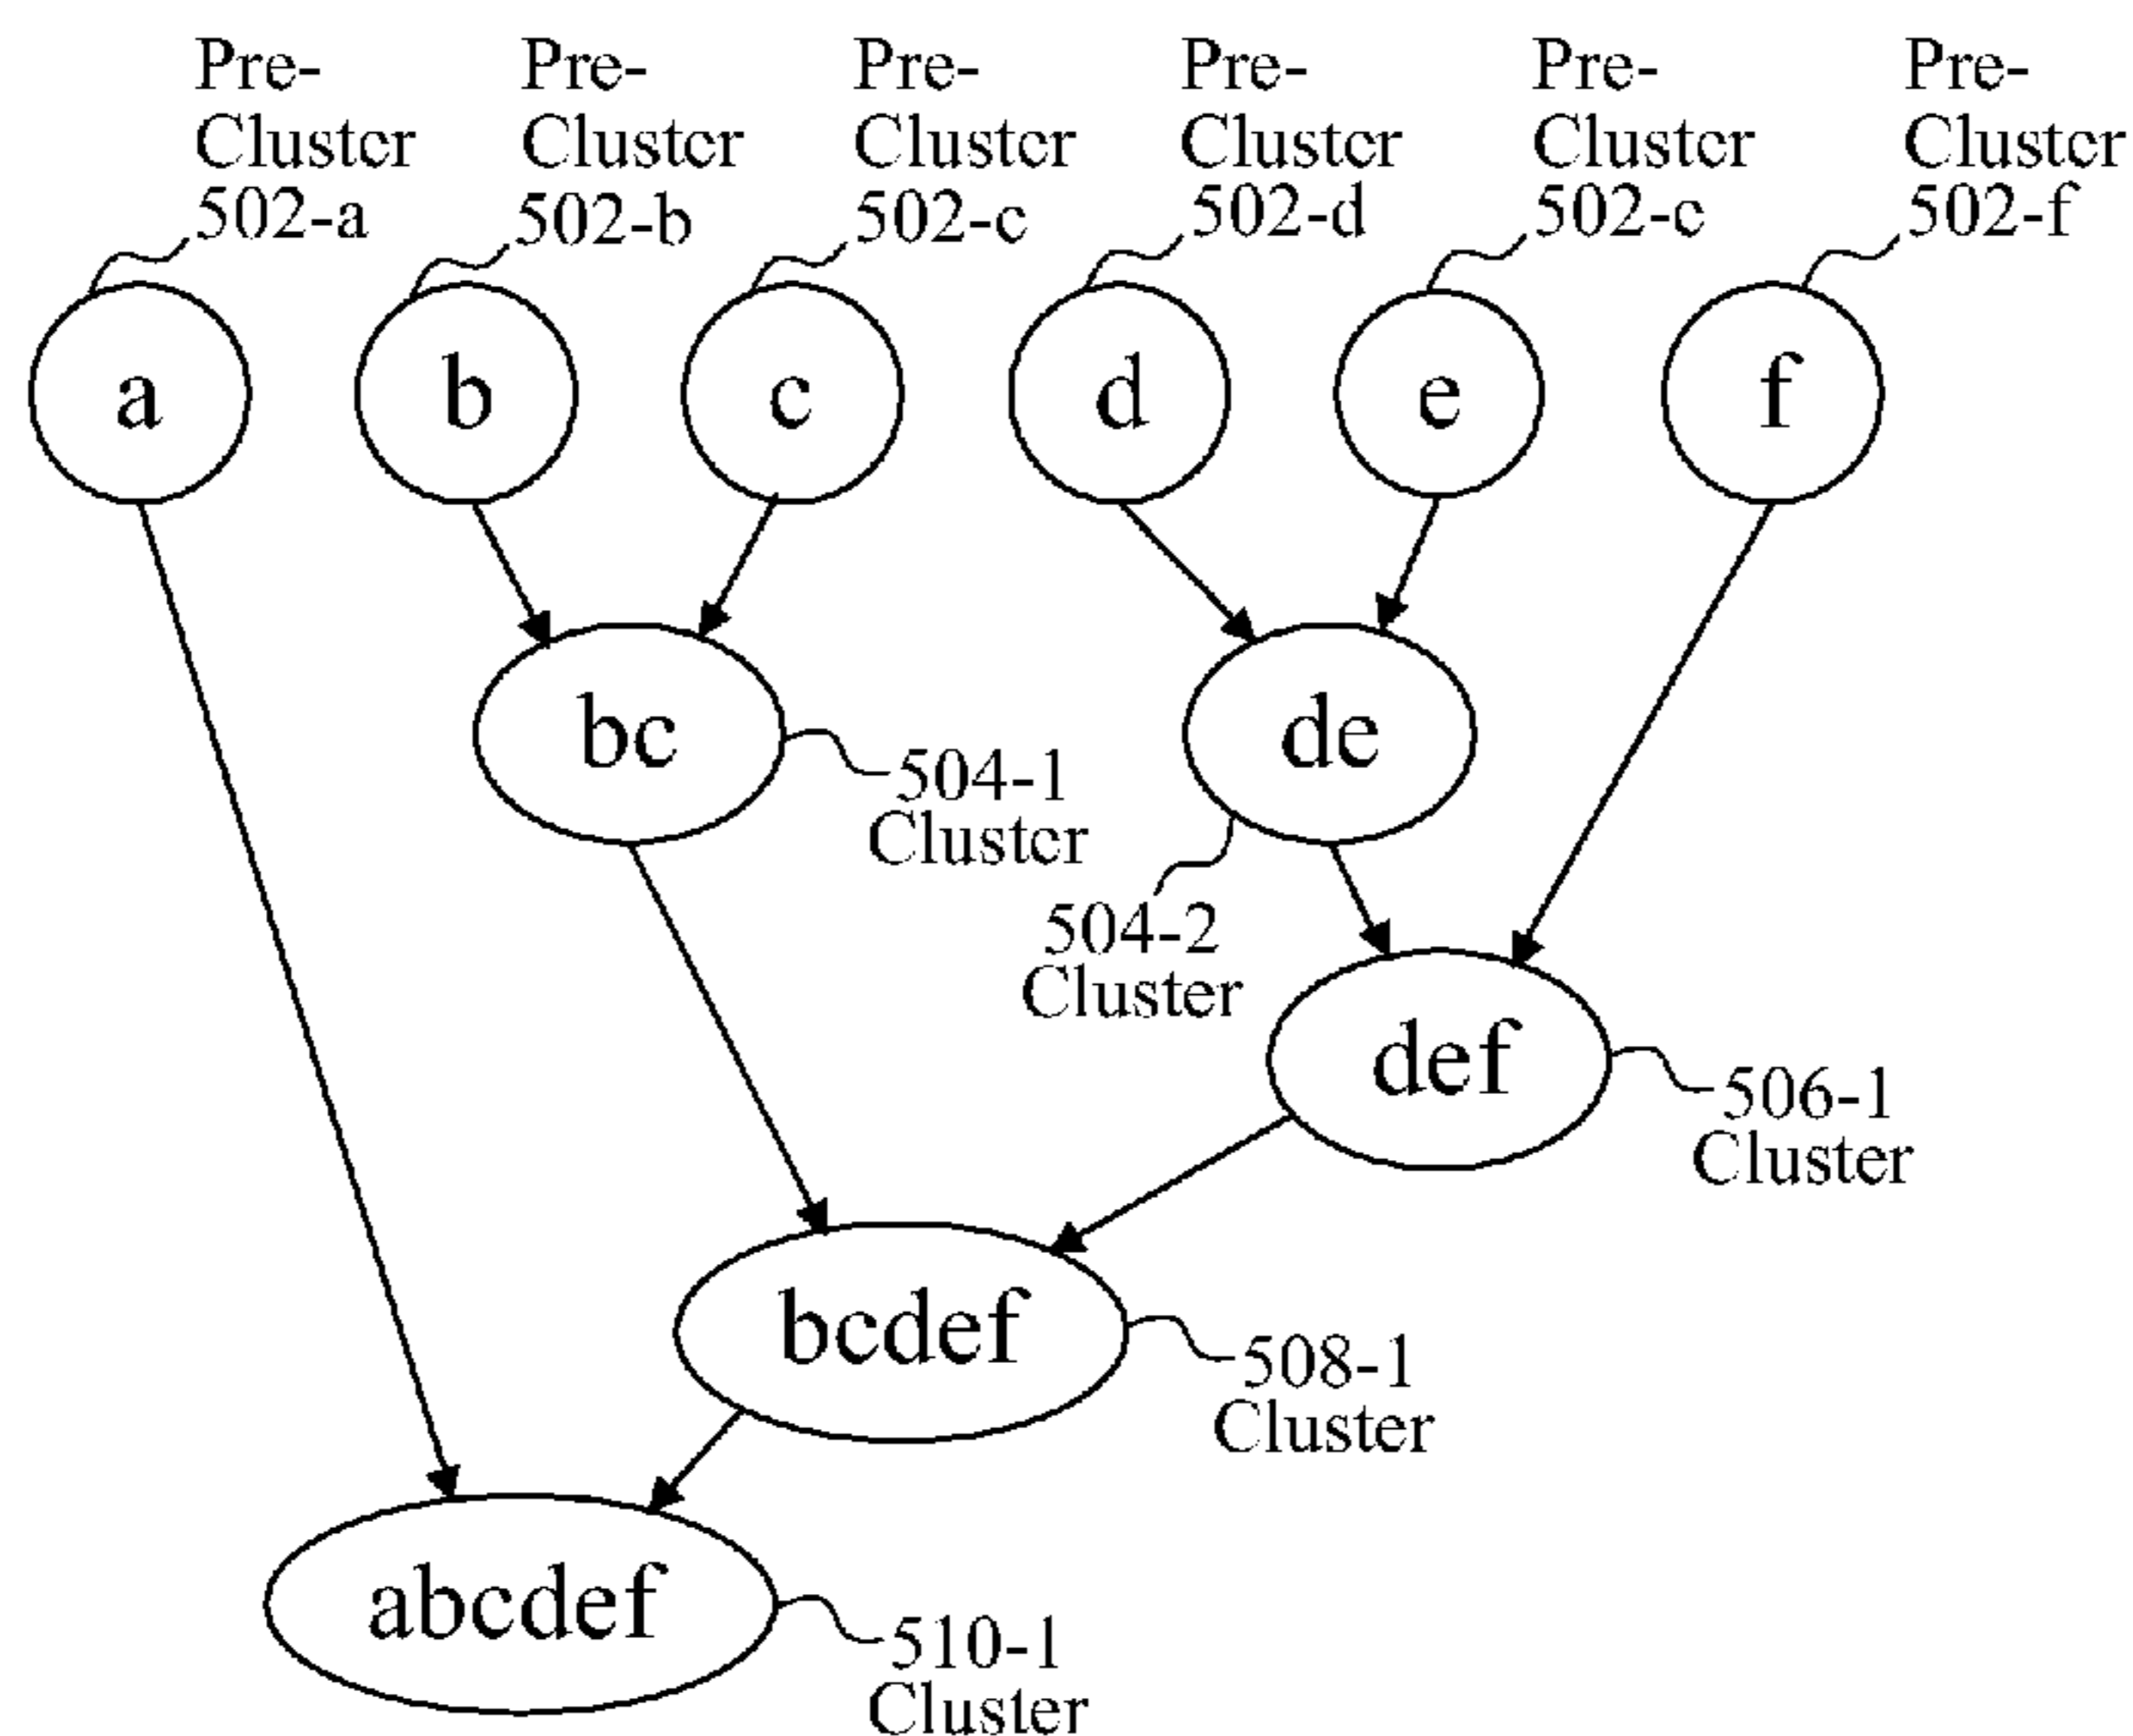 Pre-
Cluster
502-a
Pre-
Cluster
502-b
Pre-
Cluster
502-c
Pre-
Cluster
502-d
Pre-
Cluster
502-e
Pre-
Cluster
502-f
a
b
c
d
e
f
bc
504-1
Cluster
de
504-2
Cluster
def
506-1
Cluster
bcdef
508-1
Cluster
abcdef
510-1
Cluster